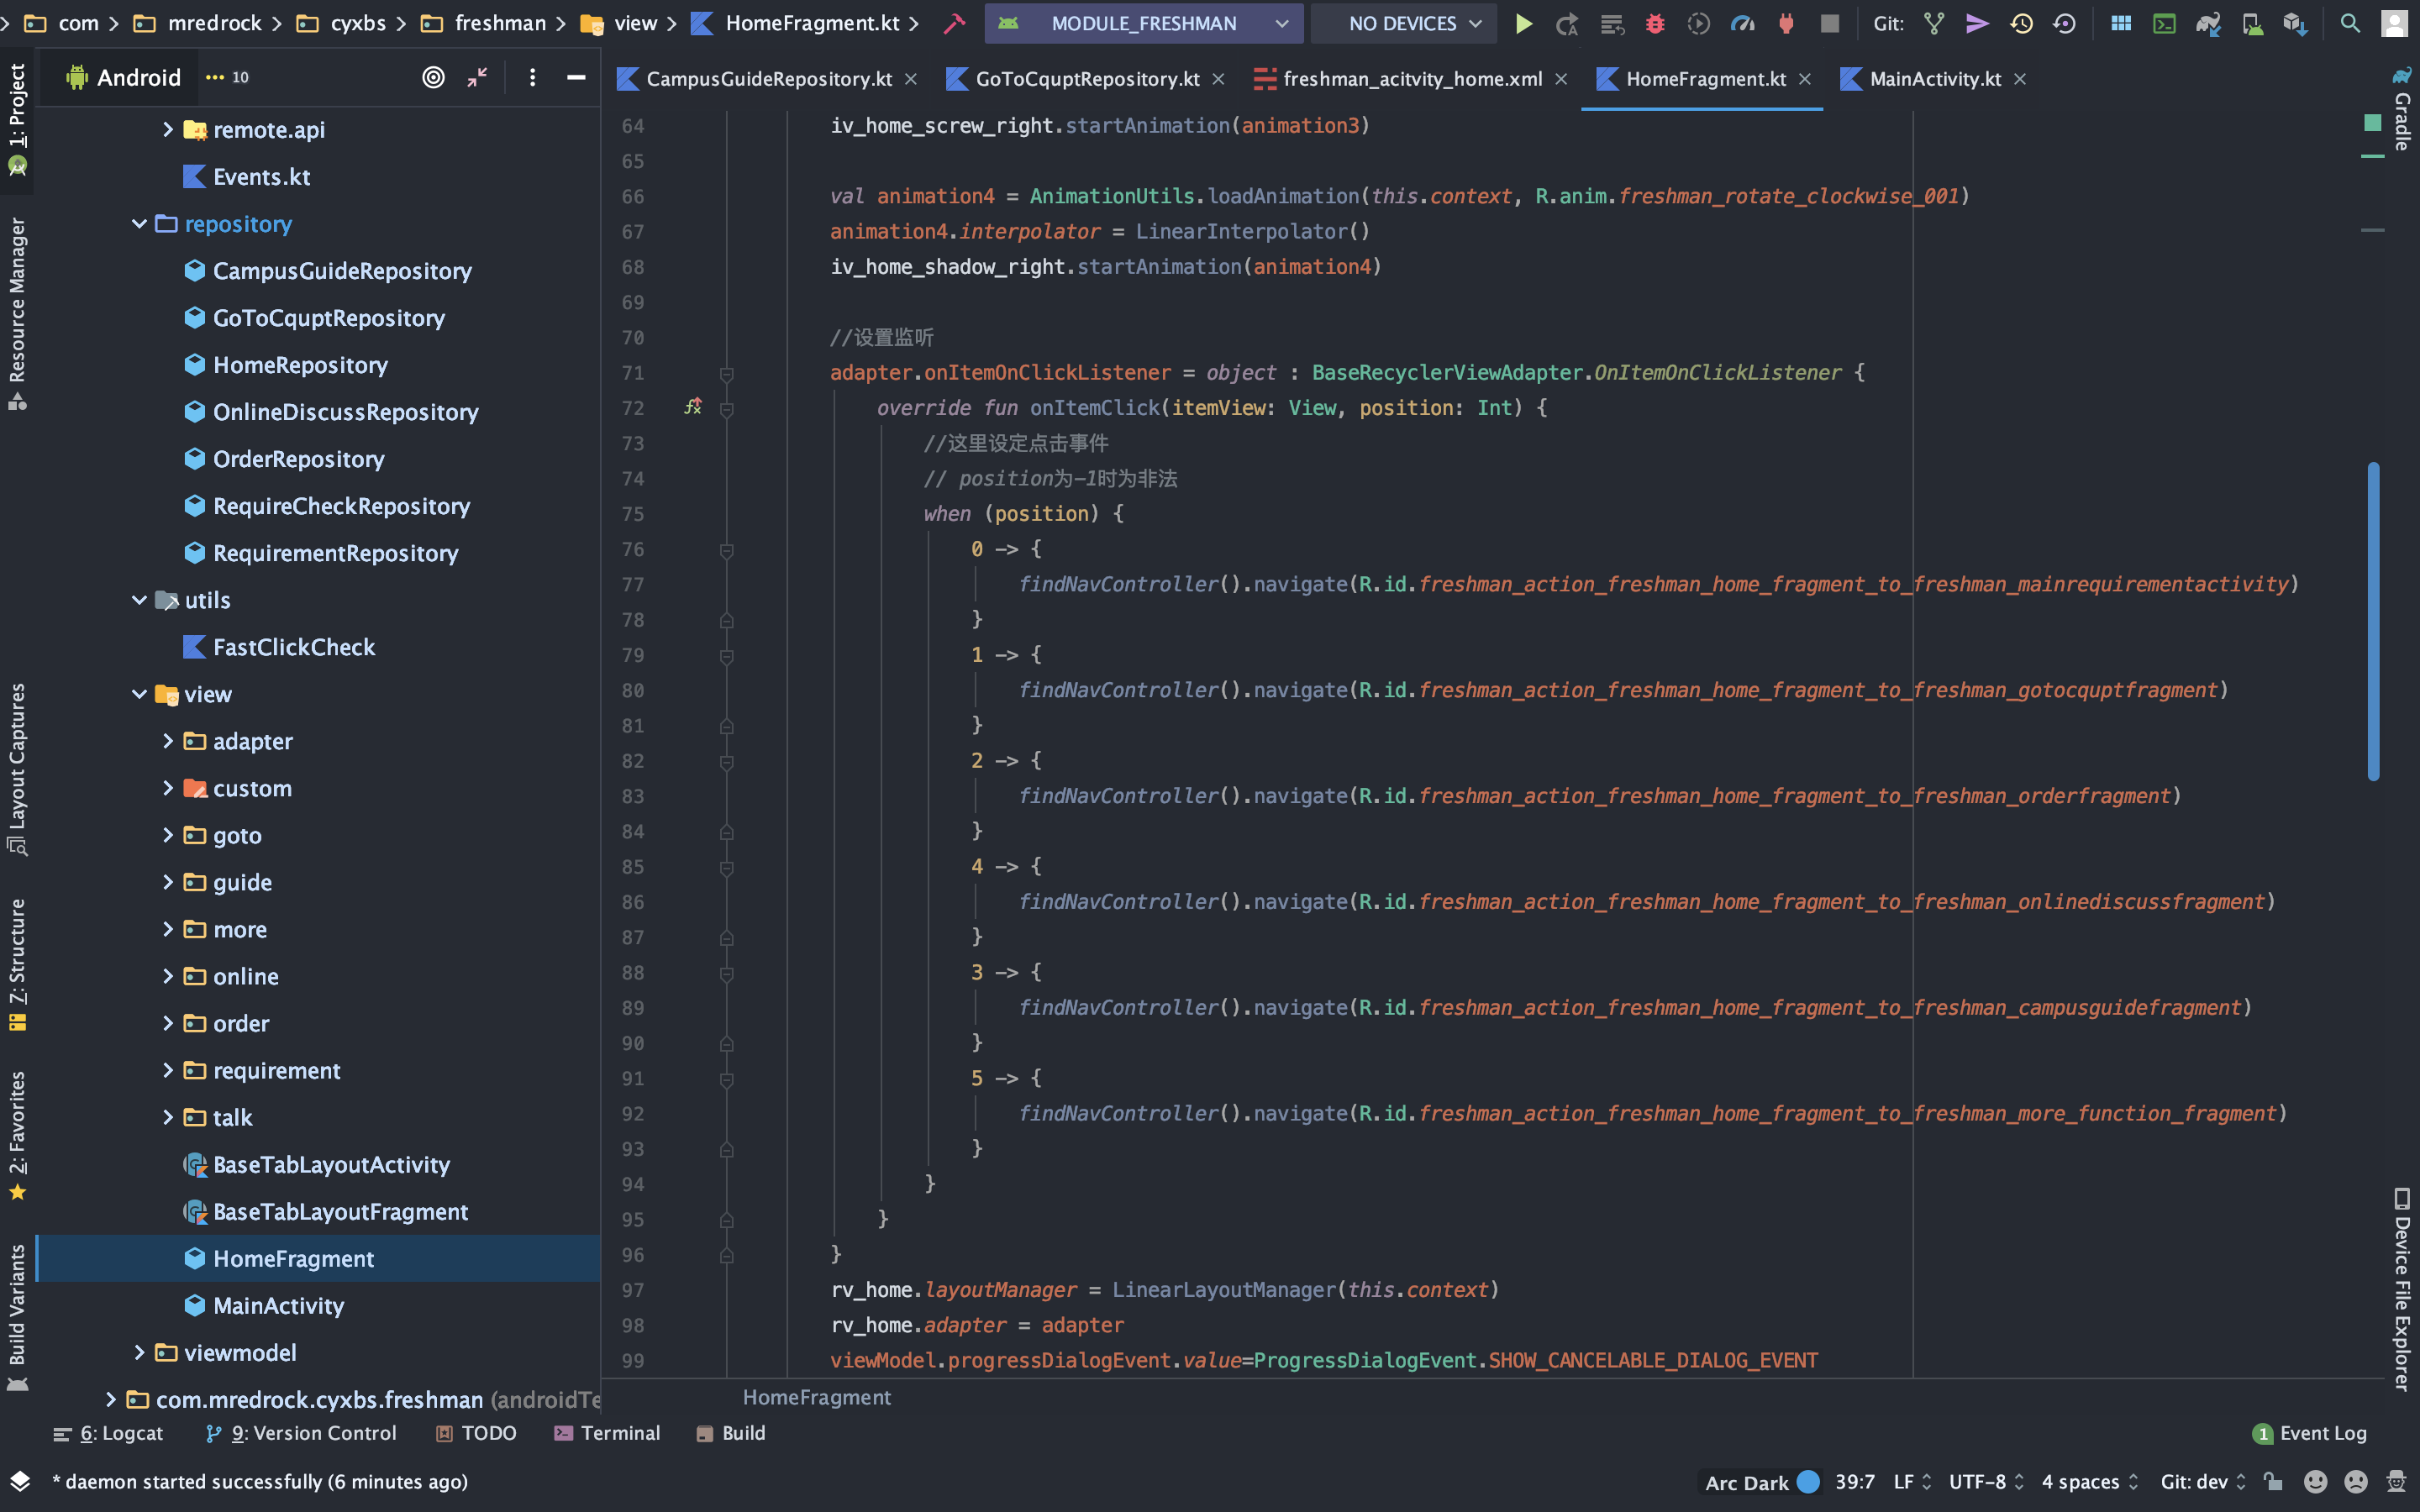 com
mredrock
cyxbs
freshman
view
HomeFragment.kt
MODULE_FRESHMAN
NO DEVICES
Git:
1: Project
Resource Manager
Layout Captures
7: Structure
2: Favorites
Build Variants
Android
10
remote.api
Events.kt
repository
CampusGuideRepository
GoToCquptRepository
HomeRepository
OnlineDiscussRepository
OrderRepository
RequireCheckRepository
RequirementRepository
utils
FastClickCheck
view
adapter
custom
goto
guide
more
online
order
requirement
talk
BaseTabLayoutActivity
BaseTabLayoutFragment
HomeFragment
MainActivity
viewmodel
com.mredrock.cyxbs.freshman (androidTe
CampusGuideRepository.kt
GoToCquptRepository.kt
freshman_acitvity_home.xml
HomeFragment.kt
MainActivity.kt
64 iv_home_screw_right.startAnimation(animation3)
65
66 val animation4 = AnimationUtils.loadAnimation(this.context, R.anim.freshman_rotate_clockwise_001)
67 animation4.interpolator = LinearInterpolator()
68 iv_home_shadow_right.startAnimation(animation4)
69
70 //设置监听
71 adapter.onItemOnClickListener = object : BaseRecyclerViewAdapter.OnItemOnClickListener {
72 override fun onItemClick(itemView: View, position: Int) {
73 //这里设定点击事件
74 // position为-1时为非法
75 when (position) {
76 0 -> {
77 findNavController().navigate(R.id.freshman_action_freshman_home_fragment_to_freshman_mainrequirementactivity)
78 }
79 1 -> {
80 findNavController().navigate(R.id.freshman_action_freshman_home_fragment_to_freshman_gotocquptfragment)
81 }
82 2 -> {
83 findNavController().navigate(R.id.freshman_action_freshman_home_fragment_to_freshman_orderfragment)
84 }
85 4 -> {
86 findNavController().navigate(R.id.freshman_action_freshman_home_fragment_to_freshman_onlinediscussfragment)
87 }
88 3 -> {
89 findNavController().navigate(R.id.freshman_action_freshman_home_fragment_to_freshman_campusguidefragment)
90 }
91 5 -> {
92 findNavController().navigate(R.id.freshman_action_freshman_home_fragment_to_freshman_more_function_fragment)
93 }
94 }
95 }
96 }
97 rv_home.layoutManager = LinearLayoutManager(this.context)
98 rv_home.adapter = adapter
99 viewModel.progressDialogEvent.value=ProgressDialogEvent.SHOW_CANCELABLE_DIALOG_EVENT
HomeFragment
Gradle
Device File Explorer
6: Logcat
9: Version Control
TODO
Terminal
Build
1 Event Log
* daemon started successfully (6 minutes ago)
Arc Dark
39:7
LF
UTF-8
4 spaces
Git: dev